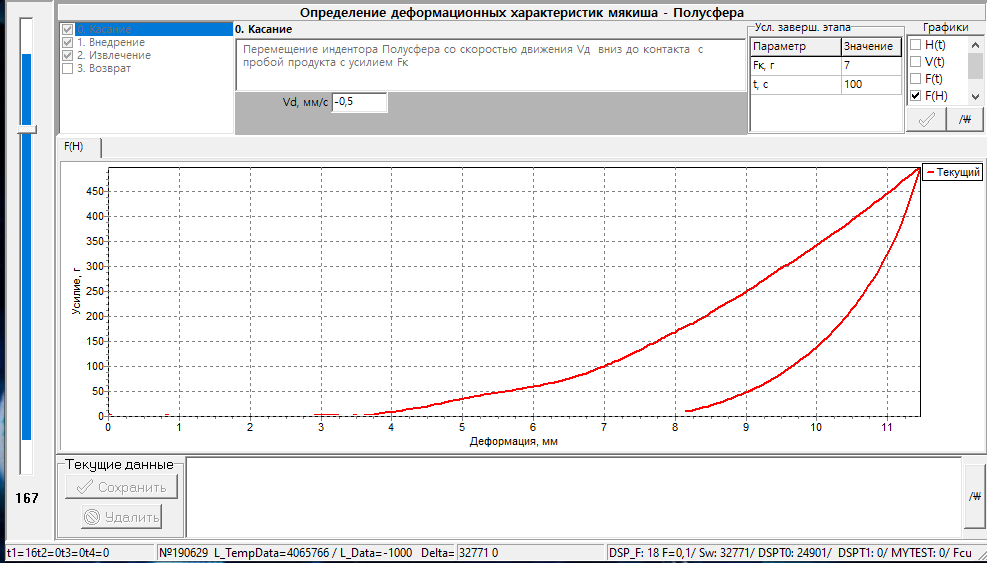 Определение деформационных характеристик мякиша - Полусфера
0. Касание
1. Внедрение
2. Извлечение
3. Возврат
0. Касание
Перемещение индентора Полусфера со скоростью движения Vд вниз до контакта с
пробой продукта с усилием Fк
Vd, мм/с -0,5
Усл. заверш. этапа
Параметр Значение
Fк, г 7
t, с 100
Графики
H(t)
V(t)
F(t)
F(H)
/\\
F(H)
Текущий
Усилие, г
450
400
350
300
250
200
150
100
50
0
0 1 2 3 4 5 6 7 8 9 10 11
Деформация, мм
Текущие данные
Сохранить
Удалить
/\\
167
t1=16t2=0t3=0t4=0 №190629 L_TempData=4065766 / L_Data=-1000 Delta= 32771 0 DSP_F: 18 F=0,1/ Sw: 32771/ DSPT0: 24901/ DSPT1: 0/ MYTEST: 0/ Fcu